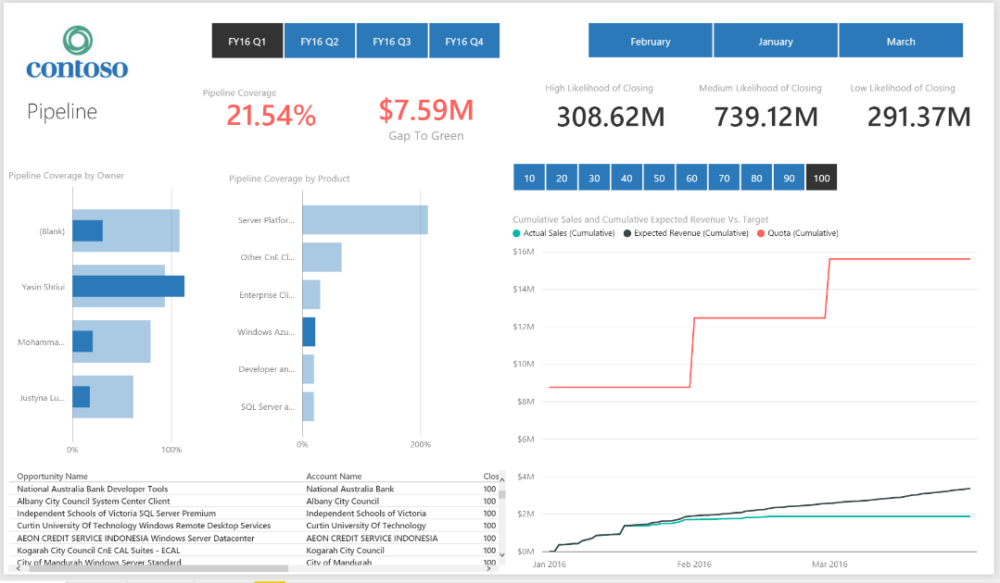 contoso
Pipeline
FY16 Q1
FY16 Q2
FY16 Q3
FY16 Q4
February
January
March
Pipeline Coverage
21.54%
$7.59M
Gap To Green
High Likelihood of Closing
308.62M
Medium Likelihood of Closing
739.12M
Low Likelihood of Closing
291.37M
Pipeline Coverage by Owner
(Blank)
Yasin Shtiui
Mohamma...
Justyna Lu...
0%
100%
Pipeline Coverage by Product
Server Platfor...
Other CnE Cl...
Enterprise Cli...
Windows Azu...
Developer an...
SQL Server a...
0%
200%
10
20
30
40
50
60
70
80
90
100
Cumulative Sales and Cumulative Expected Revenue Vs. Target
Actual Sales (Cumulative)
Expected Revenue (Cumulative)
Quota (Cumulative)
$16M
$14M
$12M
$10M
$8M
$6M
$4M
$2M
$0M
Jan 2016
Feb 2016
Mar 2016
Opportunity Name Account Name Clos
National Australia Bank Developer Tools National Australia Bank 100
Albany City Council System Center Client Albany City Council 100
Independent Schools of Victoria SQL Server Premium Independent Schools of Victoria 100
Curtin University Of Technology Windows Remote Desktop Services Curtin University Of Technology 100
AEON CREDIT SERVICE INDONESIA Windows Server Datacenter AEON CREDIT SERVICE INDONESIA 100
Kogarah City Council CnE CAL Suites - ECAL Kogarah City Council 100
City of Mandurah Windows Server Standard City of Mandurah 100